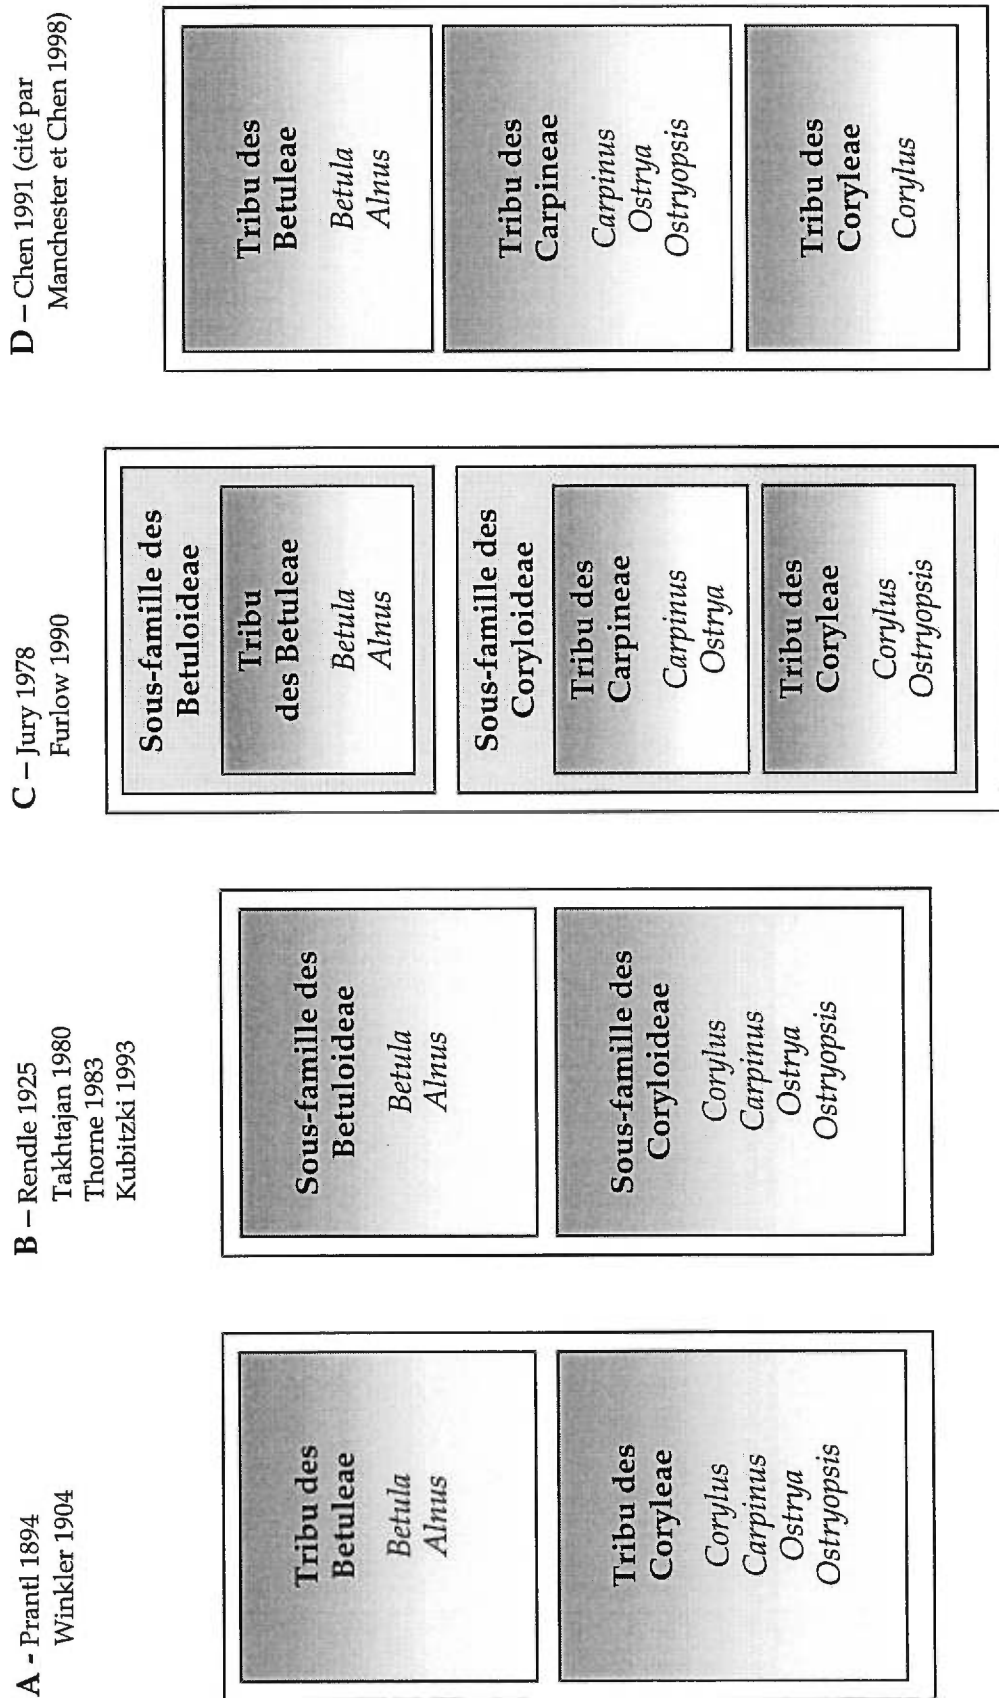 A - Prantl 1894
Winkler 1904
Tribu des
Betuleae
Betula
Alnus
Tribu des
Coryleae
Corylus
Carpinus
Ostrya
Ostryopsis
B – Rendle 1925
Takhtajan 1980
Thorne 1983
Kubitzki 1993
Sous-famille des
Betuloideae
Betula
Alnus
Sous-famille des
Coryloideae
Corylus
Carpinus
Ostrya
Ostryopsis
C – Jury 1978
Furlow 1990
Sous-famille des
Betuloideae
Tribu
des Betuleae
Betula
Alnus
Sous-famille des
Coryloideae
Tribu des
Carpineae
Carpinus
Ostrya
Tribu des
Coryleae
Corylus
Ostryopsis
D – Chen 1991 (cité par
Manchester et Chen 1998)
Tribu des
Betuleae
Betula
Alnus
Tribu des
Carpineae
Carpinus
Ostrya
Ostryopsis
Tribu des
Coryleae
Corylus